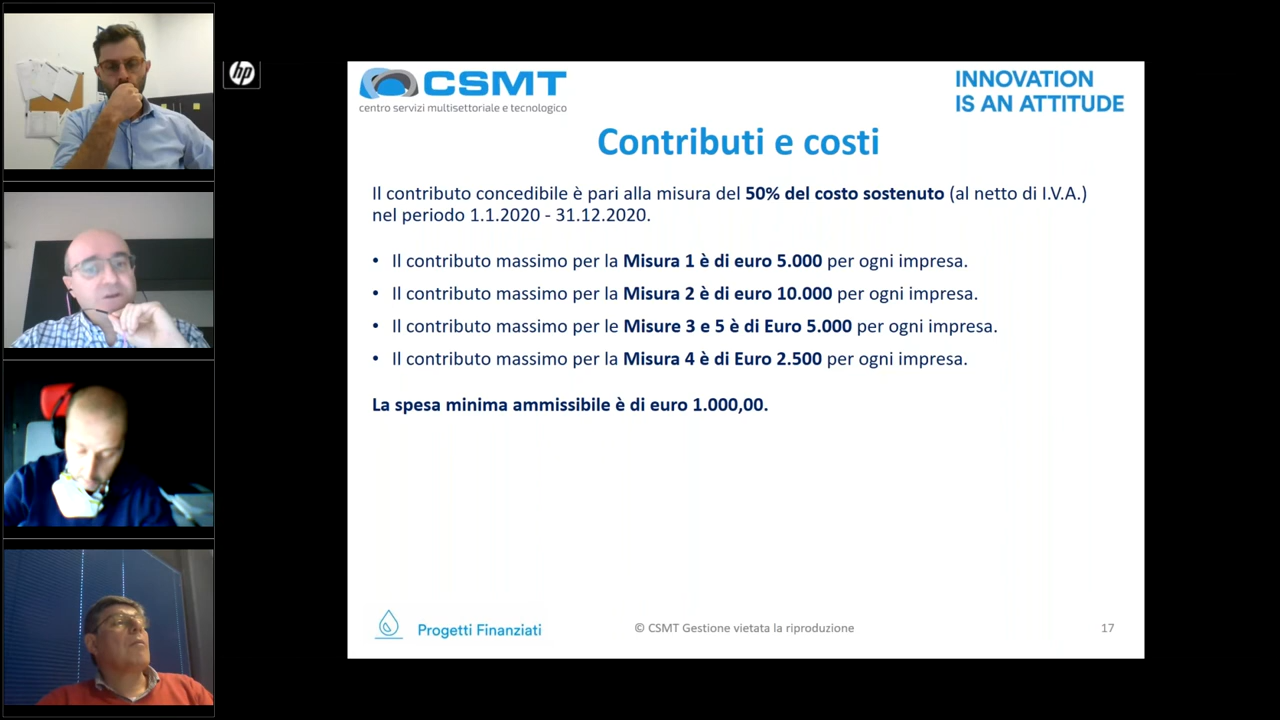 hp
CSMT
centro servizi multisettoriale e tecnologico
INNOVATION
IS AN ATTITUDE
Contributi e costi
Il contributo concedibile è pari alla misura del 50% del costo sostenuto (al netto di I.V.A.)
nel periodo 1.1.2020 - 31.12.2020.
• Il contributo massimo per la Misura 1 è di euro 5.000 per ogni impresa.
• Il contributo massimo per la Misura 2 è di euro 10.000 per ogni impresa.
• Il contributo massimo per le Misure 3 e 5 è di Euro 5.000 per ogni impresa.
• Il contributo massimo per la Misura 4 è di Euro 2.500 per ogni impresa.
La spesa minima ammissibile è di euro 1.000,00.
Progetti Finanziati
© CSMT Gestione vietata la riproduzione
17